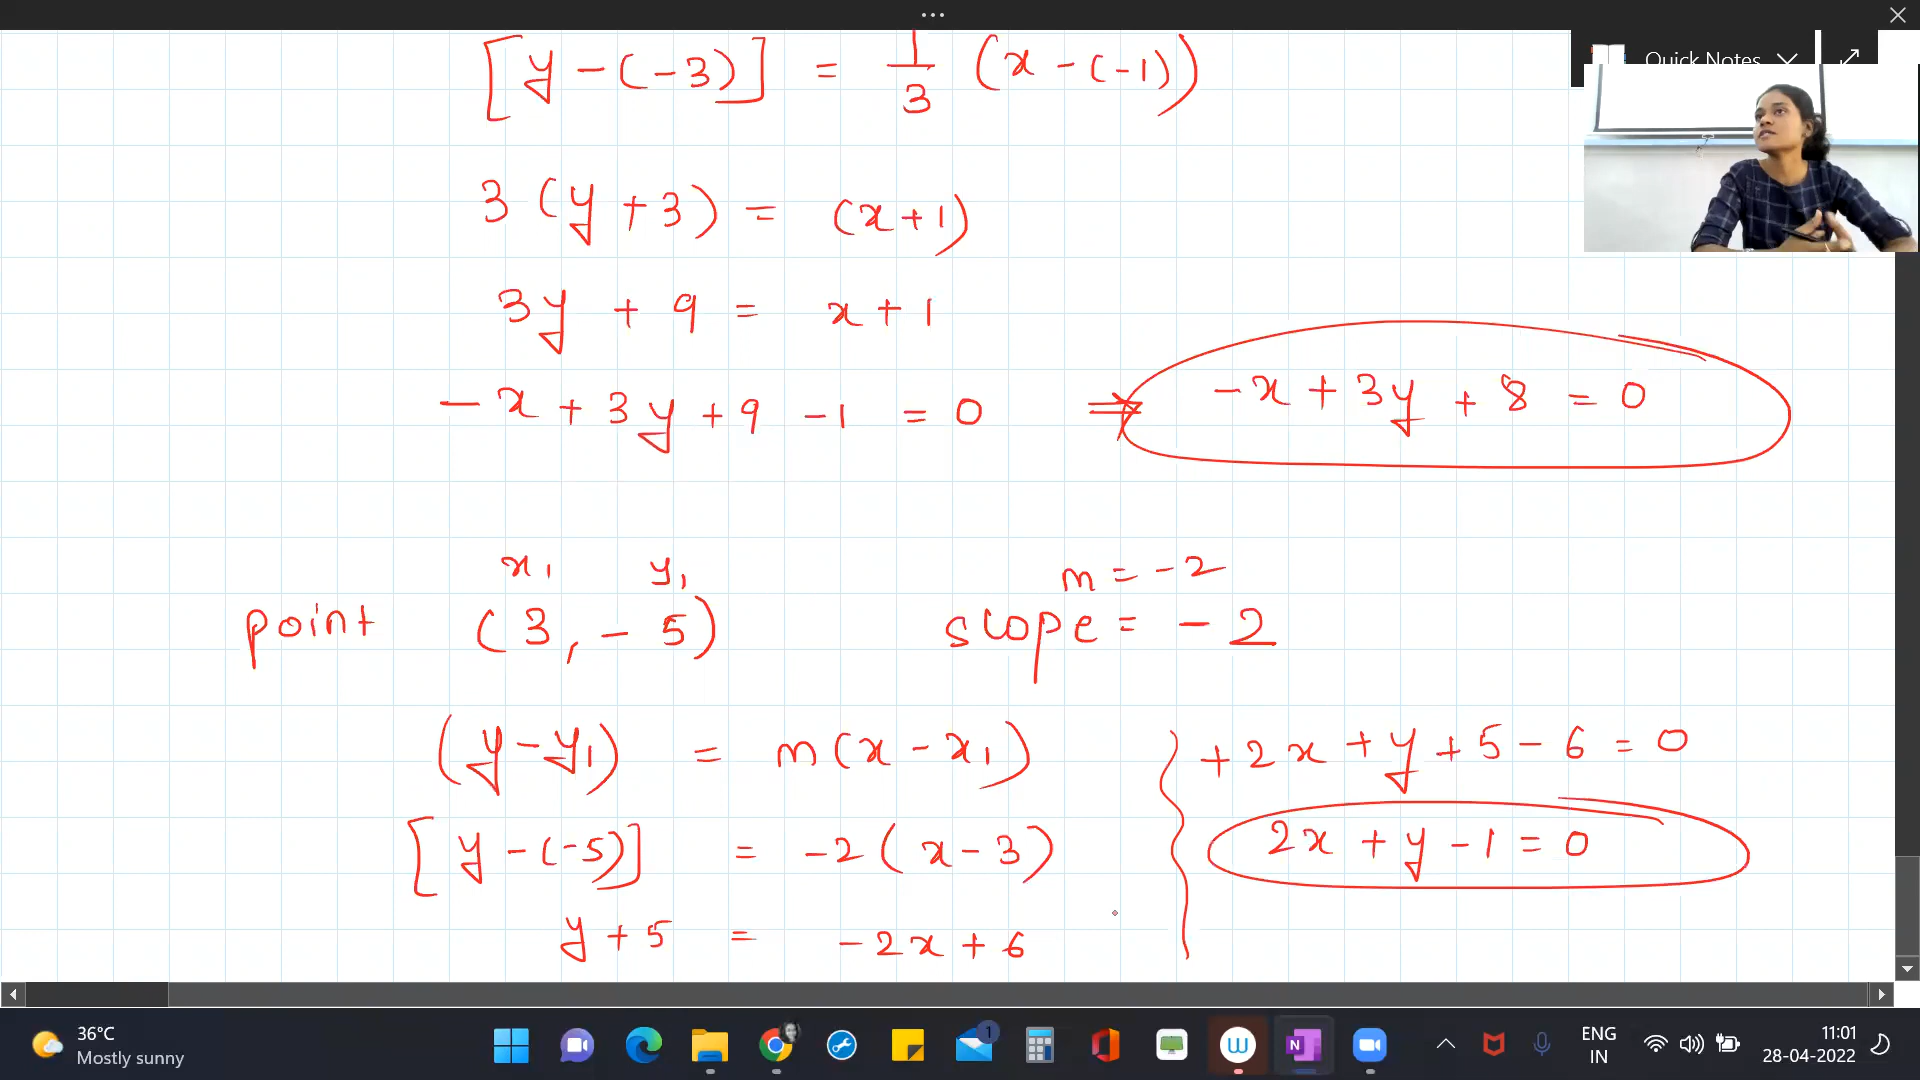 ...
Quick Notes
[y - (-3)] = 1/3 (x - (-1))
3 (y + 3) = (x + 1)
3y + 9 = x + 1
- x + 3y + 9 - 1 = 0 ⇒ - x + 3y + 8 = 0
x₁ y₁ m = - 2
point (3, - 5) slope = - 2
(y - y₁) = m(x - x₁) + 2x + y + 5 - 6 = 0
[y - (-5)] = -2(x - 3) 2x + y - 1 = 0
y + 5 = - 2x + 6
36°C
Mostly sunny
1
ENG
IN
11:01
28-04-2022